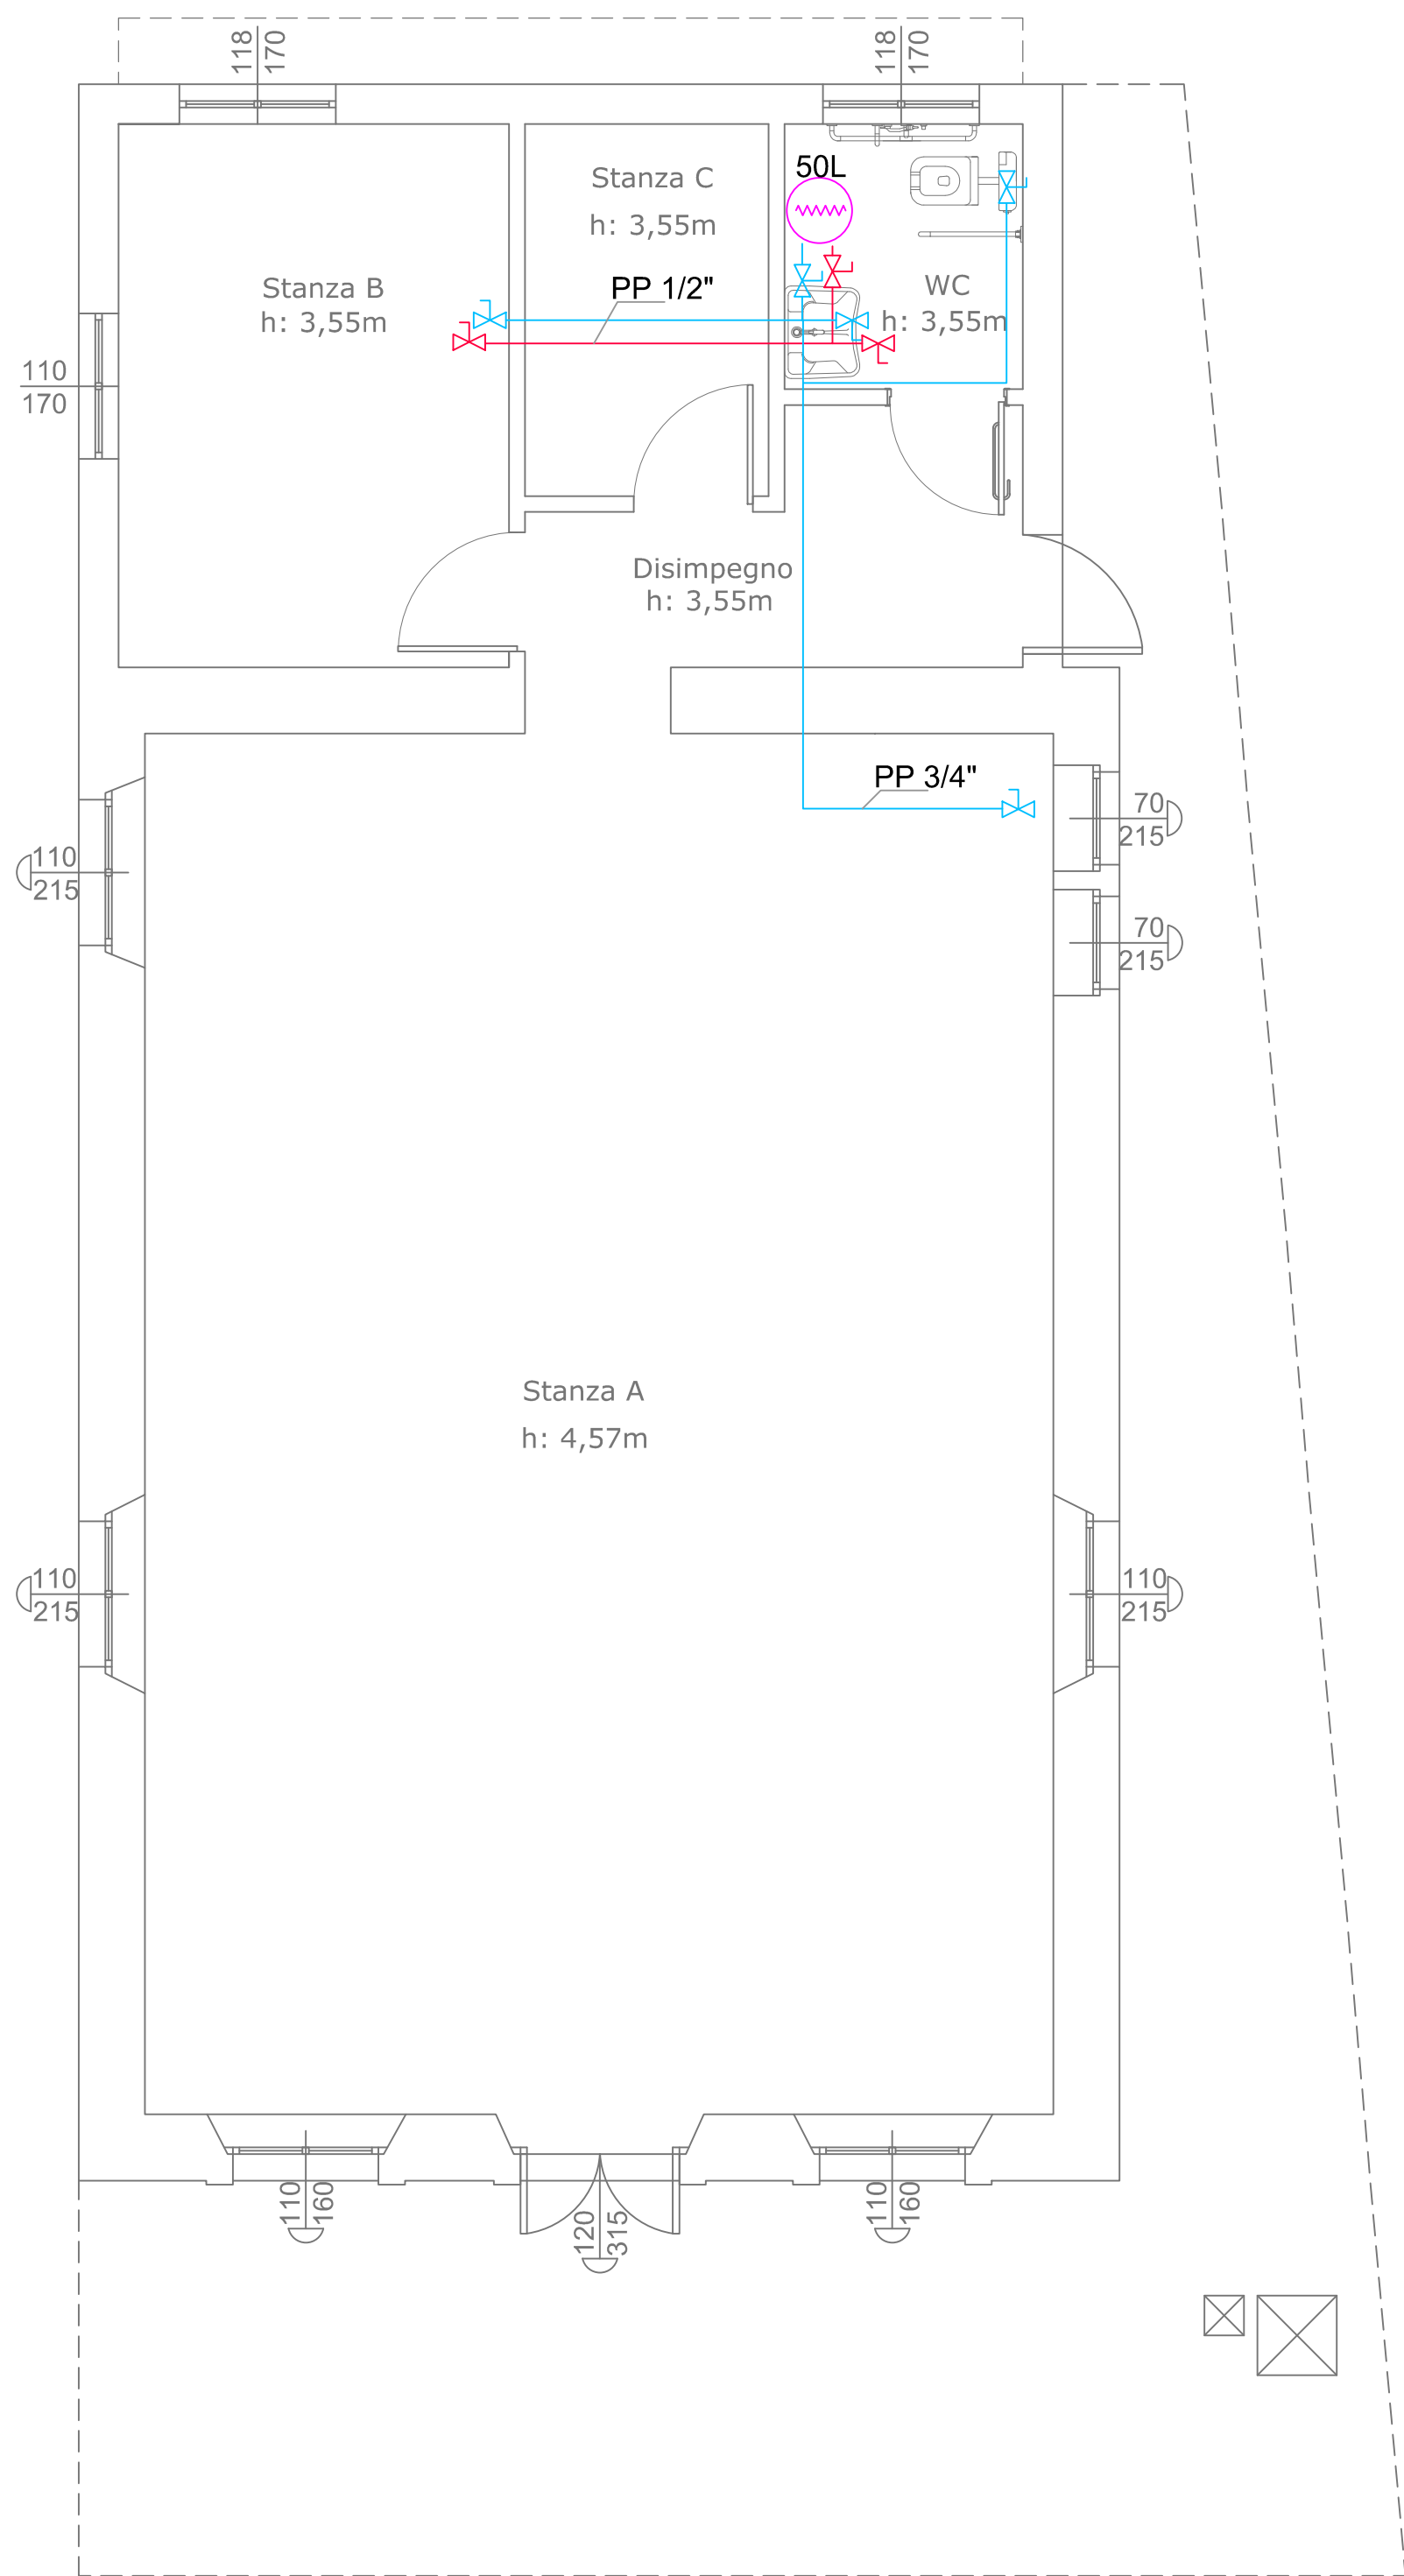 118
170
118
170
50L
Stanza C
h: 3,55m
PP 1/2"
WC
h: 3,55m
Stanza B
h: 3,55m
110
170
Disimpegno
h: 3,55m
PP 3/4"
70
215
110
215
70
215
Stanza A
h: 4,57m
110
215
110
215
110
160
120
315
110
160